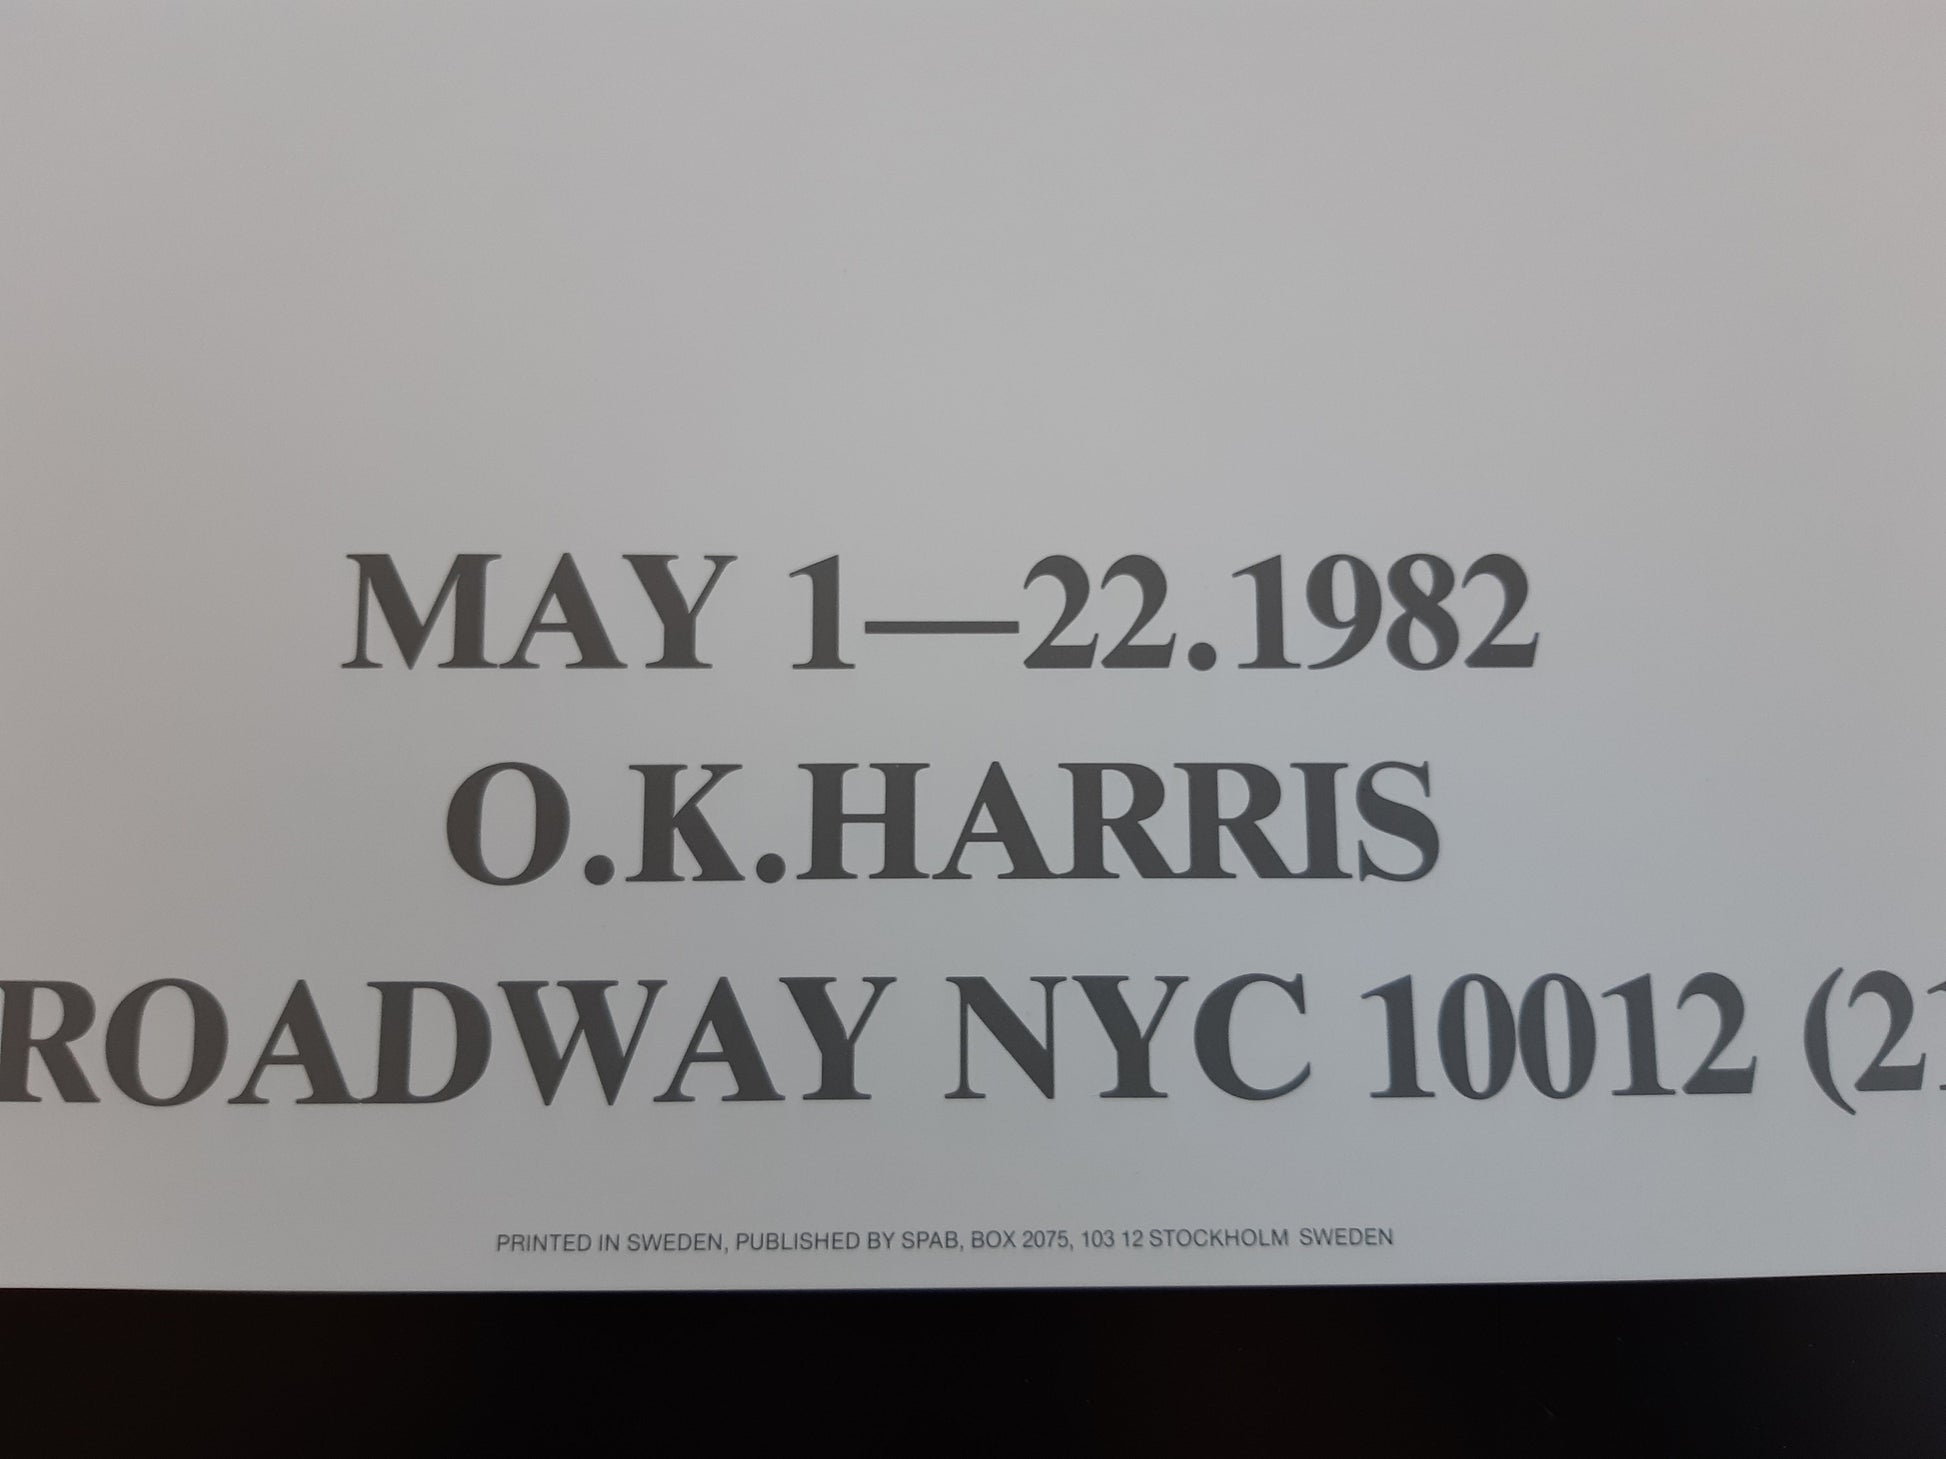 MAY 1—22.1982
O.K.HARRIS
ROADWAY NYC 10012 (21
PRINTED IN SWEDEN, PUBLISHED BY SPAB, BOX 2075, 103 12 STOCKHOLM SWEDEN